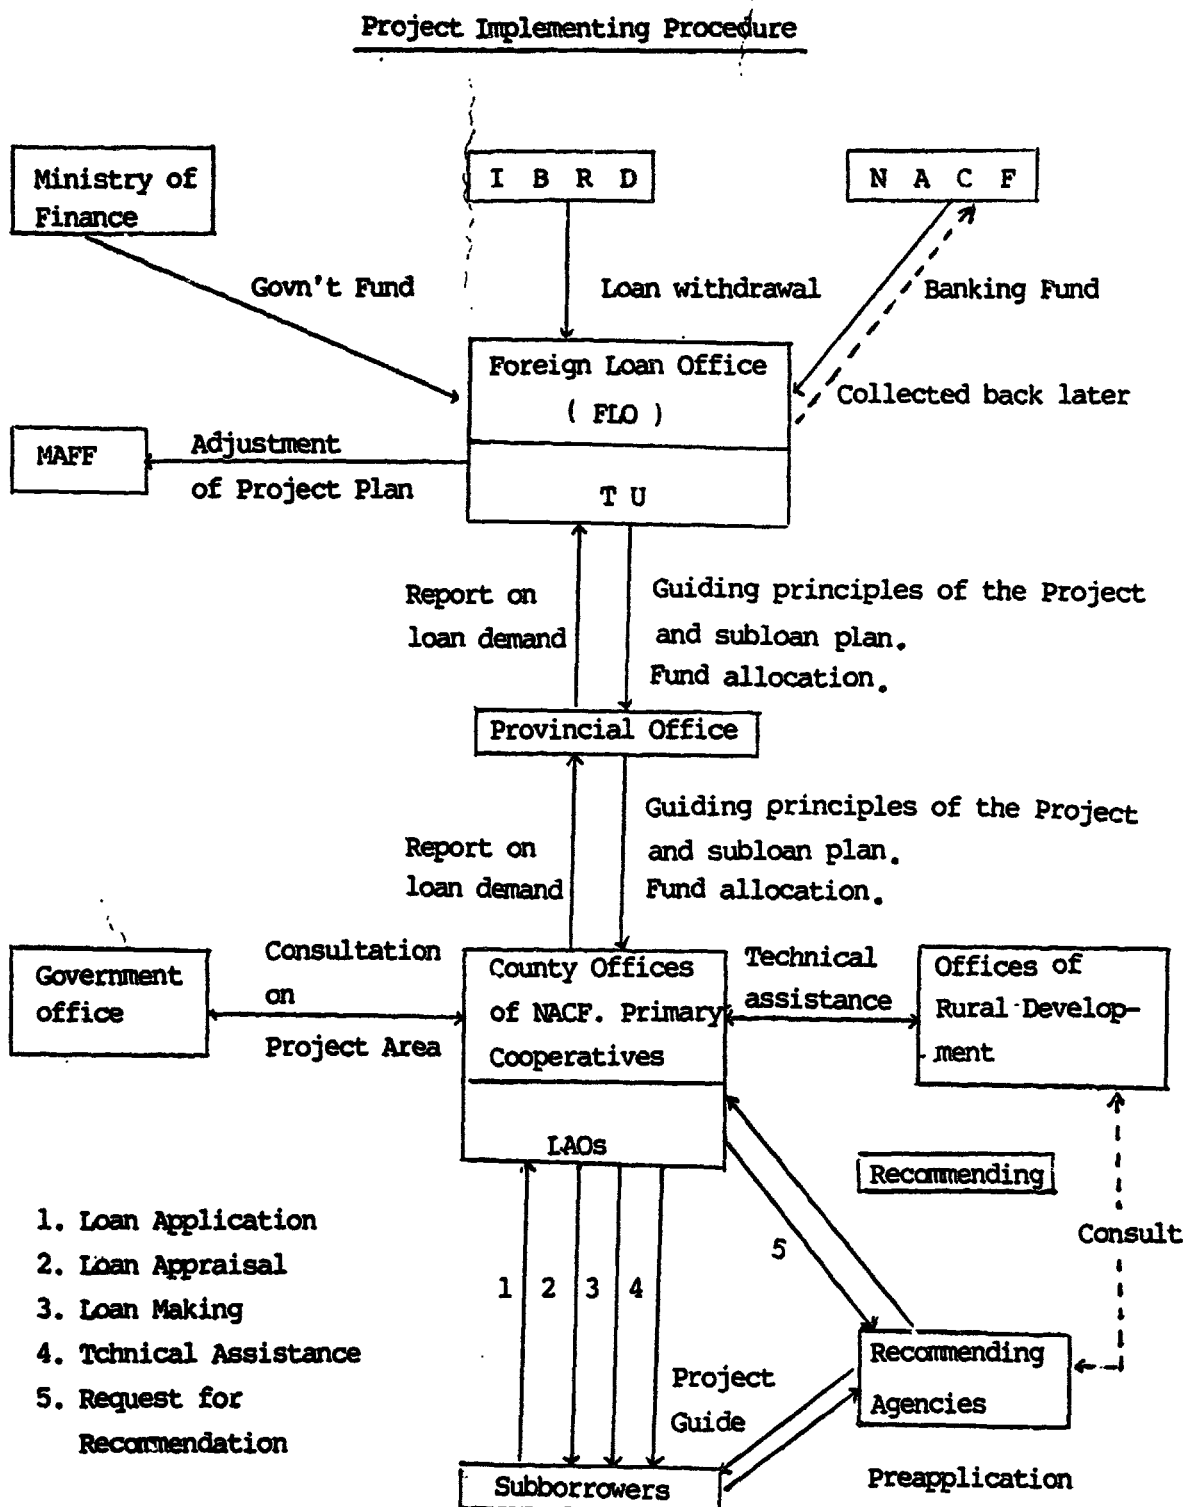 Project Implementing Procedure
Ministry of
Finance
I B R D
N A C F
Govn't Fund
Loan withdrawal
Banking Fund
Foreign Loan Office
( FLO )
Collected back later
MAFF
Adjustment
of Project Plan
T U
Report on
loan demand
Guiding principles of the Project
and subloan plan.
Fund allocation.
Provincial Office
Report on
loan demand
Guiding principles of the Project
and subloan plan.
Fund allocation.
Government
office
Consultation
on
Project Area
County Offices
of NACF. Primary
Cooperatives
LAOs
Technical
assistance
Offices of
Rural Develop-
ment
Recommending
Consult
1. Loan Application
2. Loan Appraisal
3. Loan Making
4. Tchnical Assistance
5. Request for
Recommendation
1 2 3 4
5
Recommending
Agencies
Project
Guide
Subborrowers
Preapplication